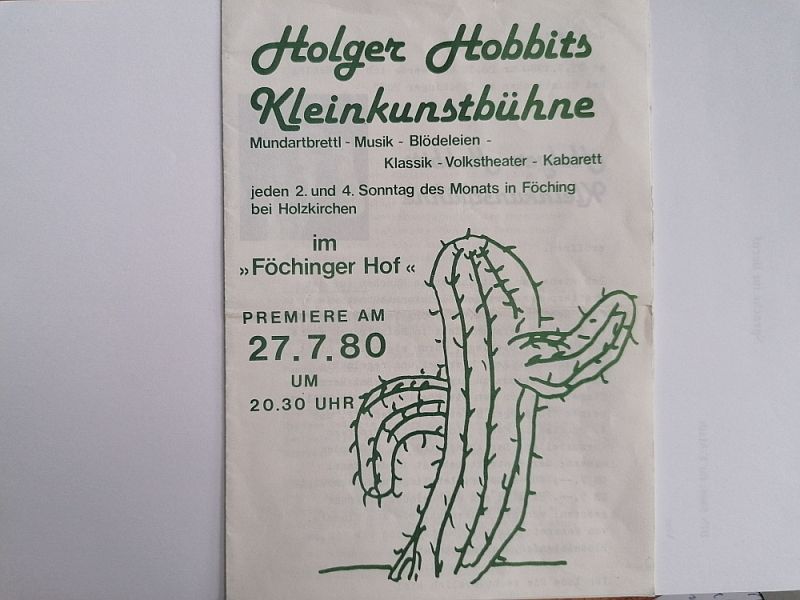 Holger Hobbits
Kleinkunstbühne
Mundartbrettl - Musik - Blödeleien -
Klassik - Volkstheater - Kabarett
jeden 2. und 4. Sonntag des Monats in Föching
bei Holzkirchen
im
»Föchinger Hof«
PREMIERE AM
27.7.80
UM
20.30 UHR